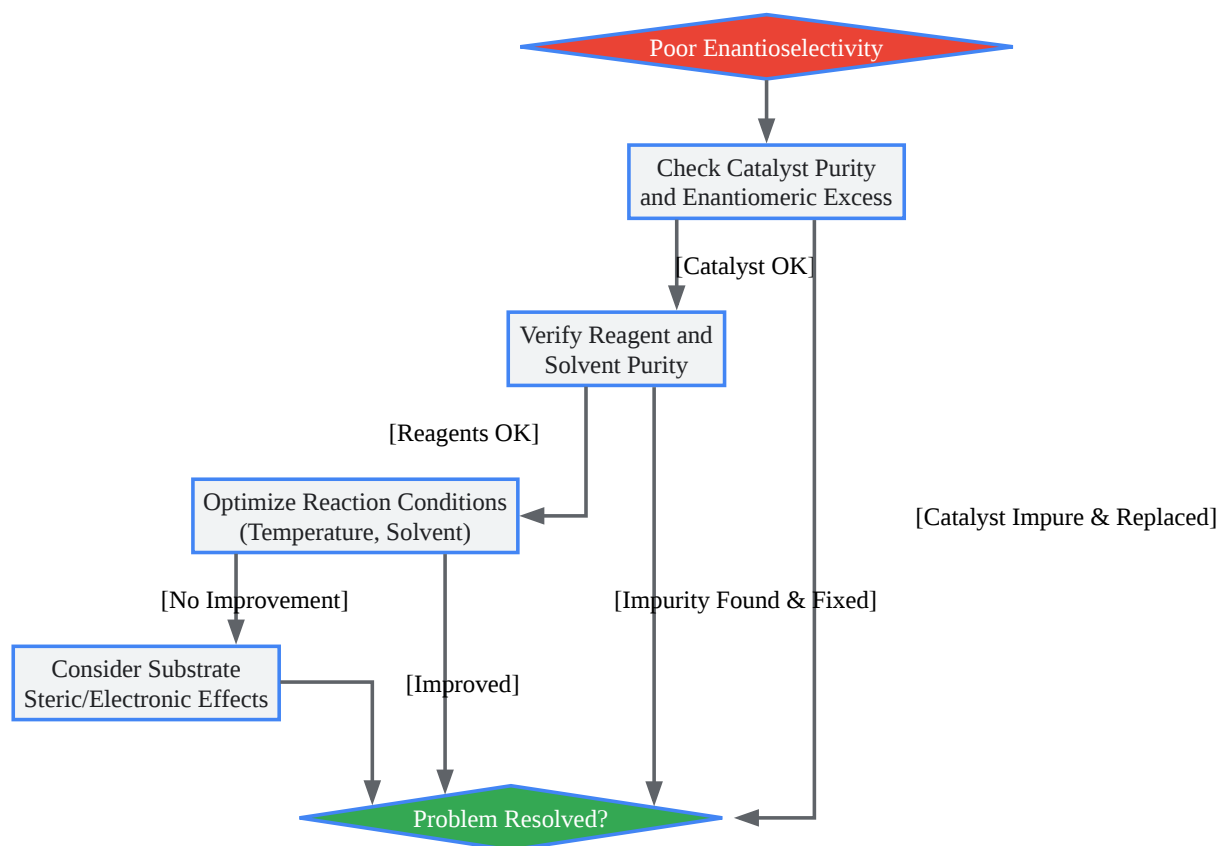 Poor Enantioselectivity
Check Catalyst Purity
and Enantiomeric Excess
[Catalyst OK]
Verify Reagent and
Solvent Purity
[Reagents OK]
Optimize Reaction Conditions
(Temperature, Solvent)
[Catalyst Impure & Replaced]
[No Improvement]
[Impurity Found & Fixed]
Consider Substrate
Steric/Electronic Effects
[Improved]
Problem Resolved?